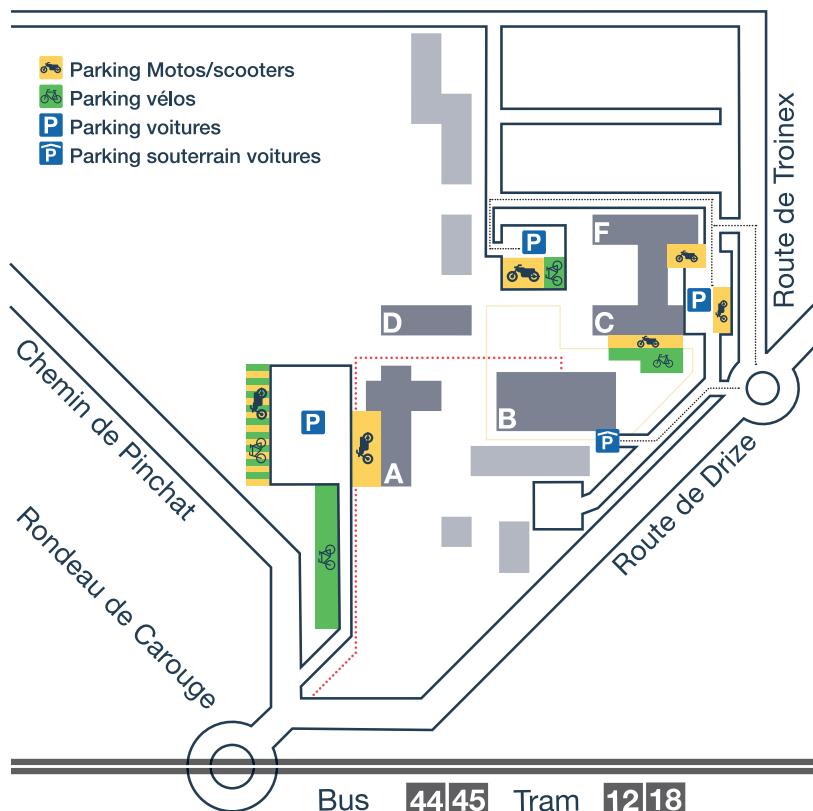 Parking Motos/scooters
Parking vélos
P Parking voitures
P Parking souterrain voitures
Route de Troinex
P
F
P
D
C
Chemin de Pinchat
P
B
P
A
Route de Drize
Rondeau de Carouge
Bus 44 45 Tram 12 18